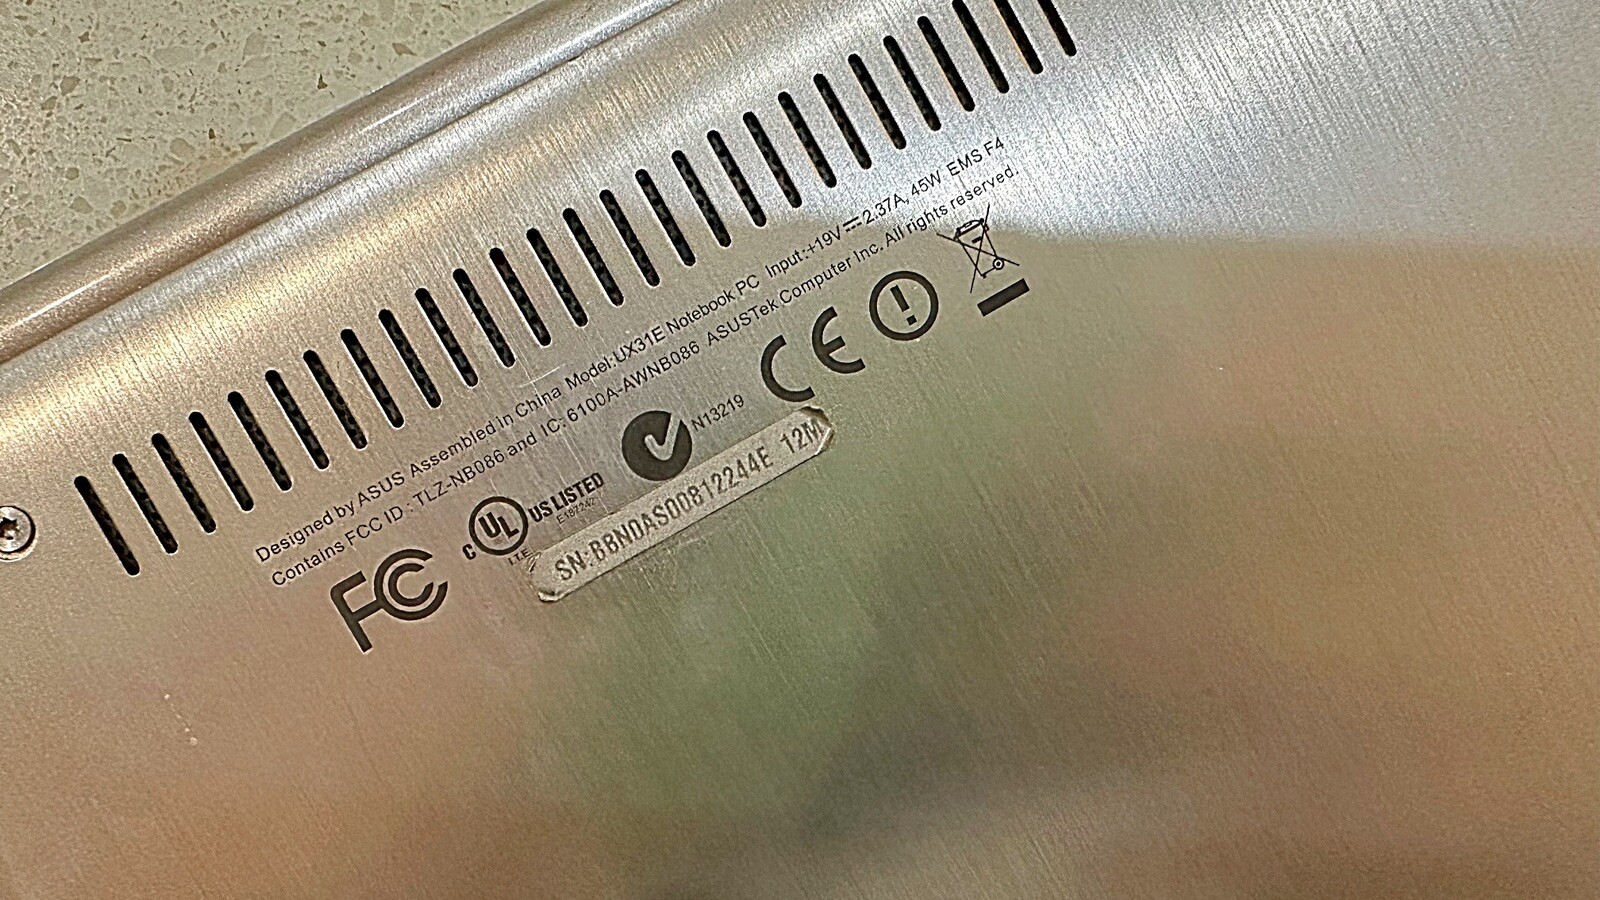 Designed by ASUS Assembled in China Model:UX31E Notebook PC Input:+19V⎓2.37A, 45W EMS F4
Contains FCC ID : TLZ-NB086 and IC: 6100A-AWNB086 ASUSTek Computer Inc. All rights reserved.
FC
C UL US LISTED
I.T.E.
N13219
CE
SN:BBN0AS00812244E 12M